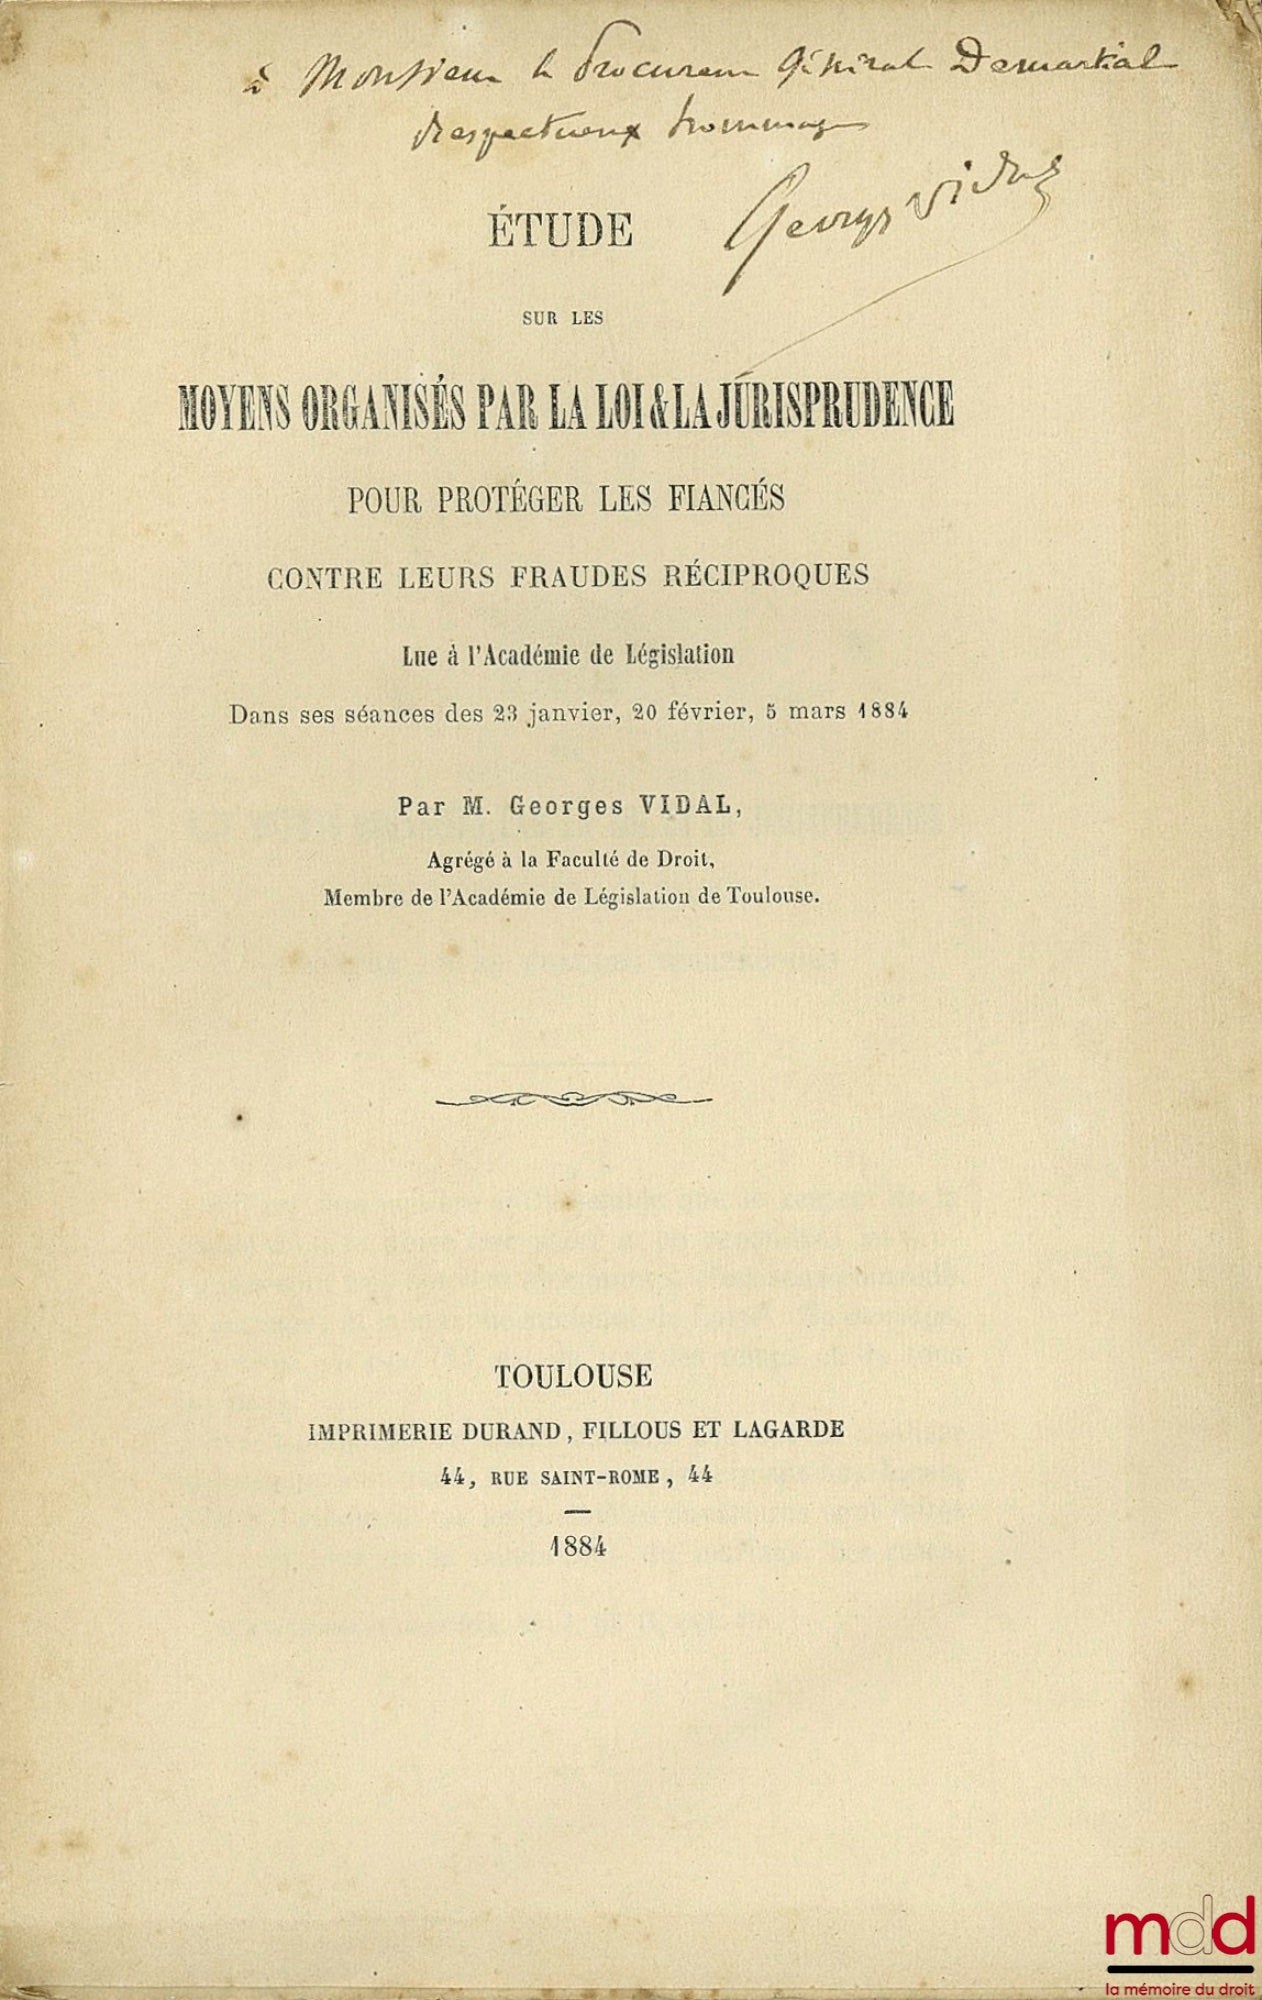 à Monsieur le Procureur Général Demartial
Respectueux hommage
Georges Vidal
ÉTUDE
SUR LES
MOYENS ORGANISÉS PAR LA LOI & LA JURISPRUDENCE
POUR PROTÉGER LES FIANCÉS
CONTRE LEURS FRAUDES RÉCIPROQUES
Lue à l'Académie de Législation
Dans ses séances des 23 janvier, 20 février, 5 mars 1884
Par M. Georges VIDAL,
Agrégé à la Faculté de Droit,
Membre de l'Académie de Législation de Toulouse.
TOULOUSE
IMPRIMERIE DURAND, FILLOUS ET LAGARDE
44, RUE SAINT-ROME, 44
1884
mdd
la mémoire du droit